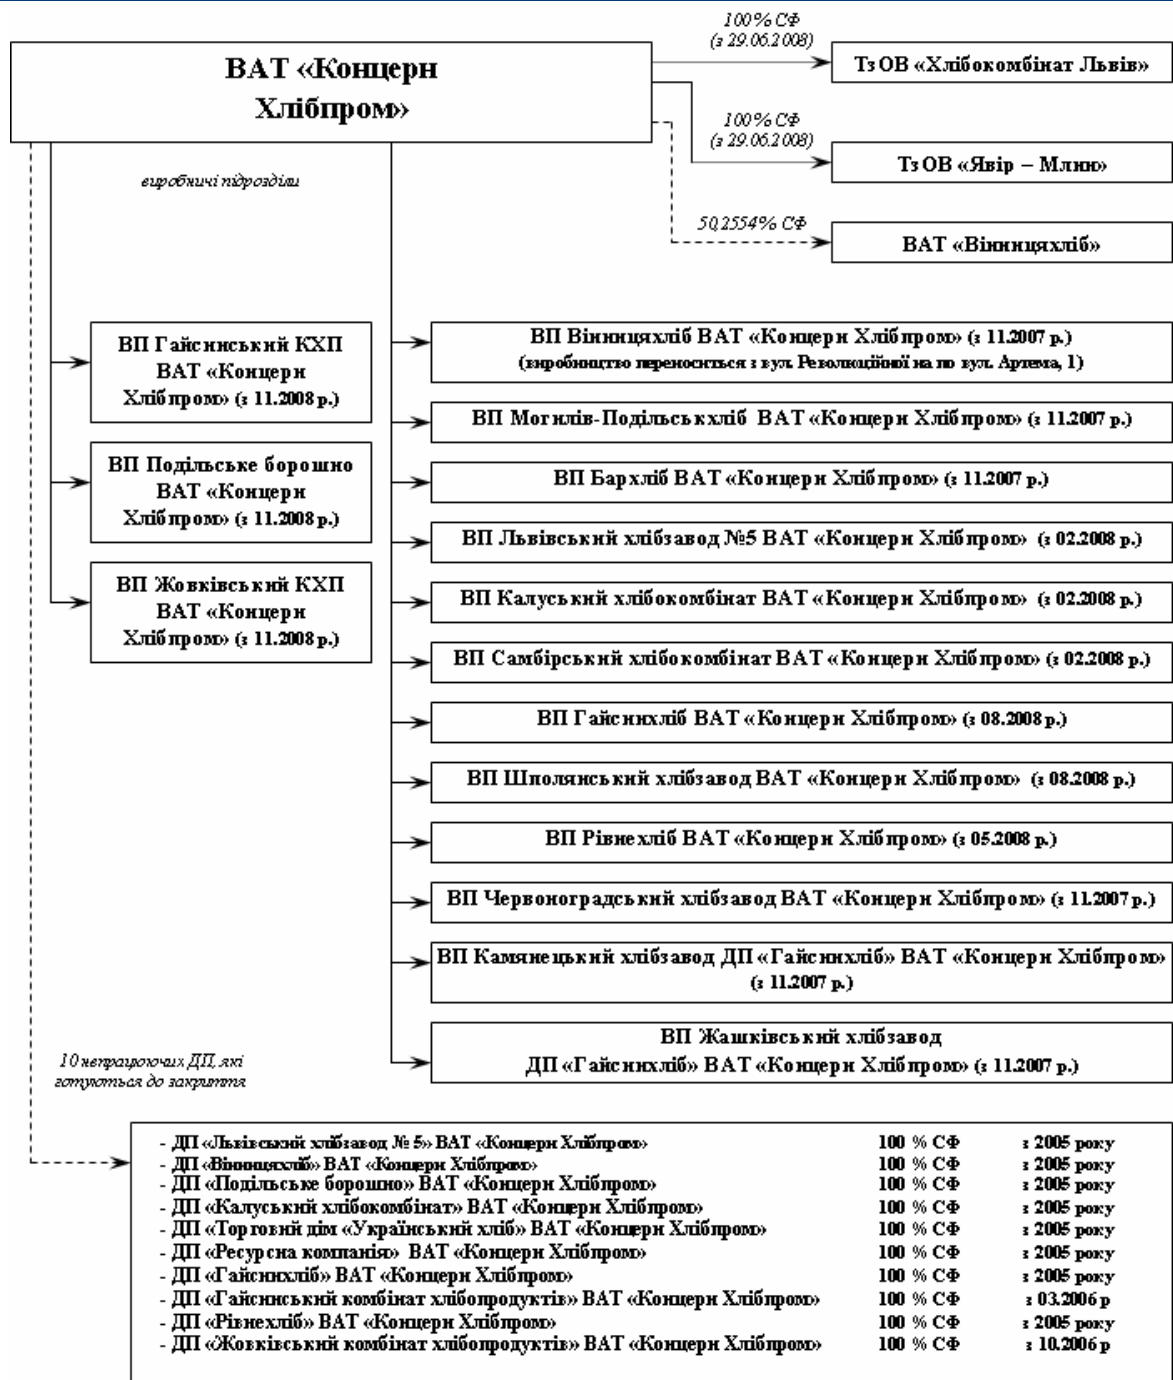 100% СФ
(з 29.06.2008)
ВАТ «Концерн
Хлібпром»
ТзОВ «Хлібокомбінат Львів»
100% СФ
(з 29.06.2008)
ТзОВ «Явір – Млин»
виробничі підрозділи
50,2554% СФ
ВАТ «Вінницяхліб»
ВП Гайсинський КХП
ВАТ «Концерн
Хлібпром» (з 11.2008 р.)
ВП Подільське борошно
ВАТ «Концерн
Хлібпром» (з 11.2008 р.)
ВП Жовківський КХП
ВАТ «Концерн
Хлібпром» (з 11.2008 р.)
ВП Вінницяхліб ВАТ «Концерн Хлібпром» (з 11.2007 р.)
(виробництво переноситься з вул. Революційної на по вул. Артема, 1)
ВП Могилів-Подільськхліб ВАТ «Концерн Хлібпром» (з 11.2007 р.)
ВП Бархліб ВАТ «Концерн Хлібпром» (з 11.2007 р.)
ВП Львівський хлібзавод №5 ВАТ «Концерн Хлібпром» (з 02.2008 р.)
ВП Калуський хлібокомбінат ВАТ «Концерн Хлібпром» (з 02.2008 р.)
ВП Самбірський хлібокомбінат ВАТ «Концерн Хлібпром» (з 02.2008 р.)
ВП Гайсинхліб ВАТ «Концерн Хлібпром» (з 08.2008 р.)
ВП Шполянський хлібзавод ВАТ «Концерн Хлібпром» (з 08.2008 р.)
ВП Рівнехліб ВАТ «Концерн Хлібпром» (з 05.2008 р.)
ВП Червоноградський хлібзавод ВАТ «Концерн Хлібпром» (з 11.2007 р.)
ВП Камянецький хлібзавод ДП «Гайсинхліб» ВАТ «Концерн Хлібпром»
(з 11.2007 р.)
ВП Жашківський хлібзавод
ДП «Гайсинхліб» ВАТ «Концерн Хлібпром» (з 11.2007 р.)
10 непрацюючих ДП, які
готуються до закриття
- ДП «Львівський хлібзавод № 5» ВАТ «Концерн Хлібпром» 100 % СФ з 2005 року
- ДП «Вінницяхліб» ВАТ «Концерн Хлібпром» 100 % СФ з 2005 року
- ДП «Подільське борошно» ВАТ «Концерн Хлібпром» 100 % СФ з 2005 року
- ДП «Калуський хлібокомбінат» ВАТ «Концерн Хлібпром» 100 % СФ з 2005 року
- ДП «Торговий дім «Український хліб» ВАТ «Концерн Хлібпром» 100 % СФ з 2005 року
- ДП «Ресурсна компанія» ВАТ «Концерн Хлібпром» 100 % СФ з 2005 року
- ДП «Гайсинхліб» ВАТ «Концерн Хлібпром» 100 % СФ з 2005 року
- ДП «Гайсинський комбінат хлібопродуктів» ВАТ «Концерн Хлібпром» 100 % СФ з 03.2006 р
- ДП «Рівнехліб» ВАТ «Концерн Хлібпром» 100 % СФ з 2005 року
- ДП «Жовківський комбінат хлібопродуктів» ВАТ «Концерн Хлібпром» 100 % СФ з 10.2006 р